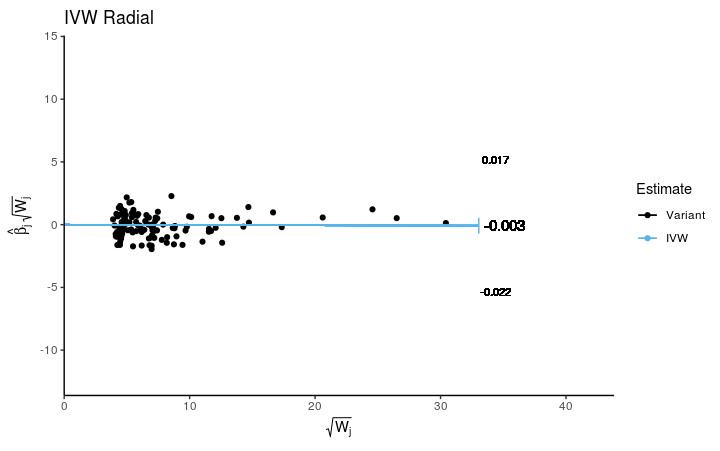 IVW Radial
15
10
5
0
-5
-10
β̂ⱼ√Wⱼ
0.017
-0.003
-0.022
Estimate
Variant
IVW
0 10 20 30 40
√Wⱼ